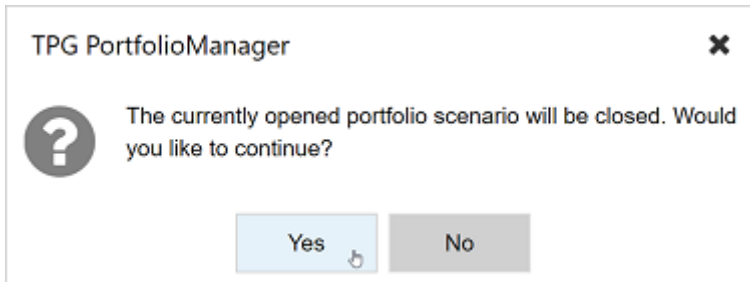 TPG PortfolioManager
The currently opened portfolio scenario will be closed. Would
you like to continue?
Yes
No